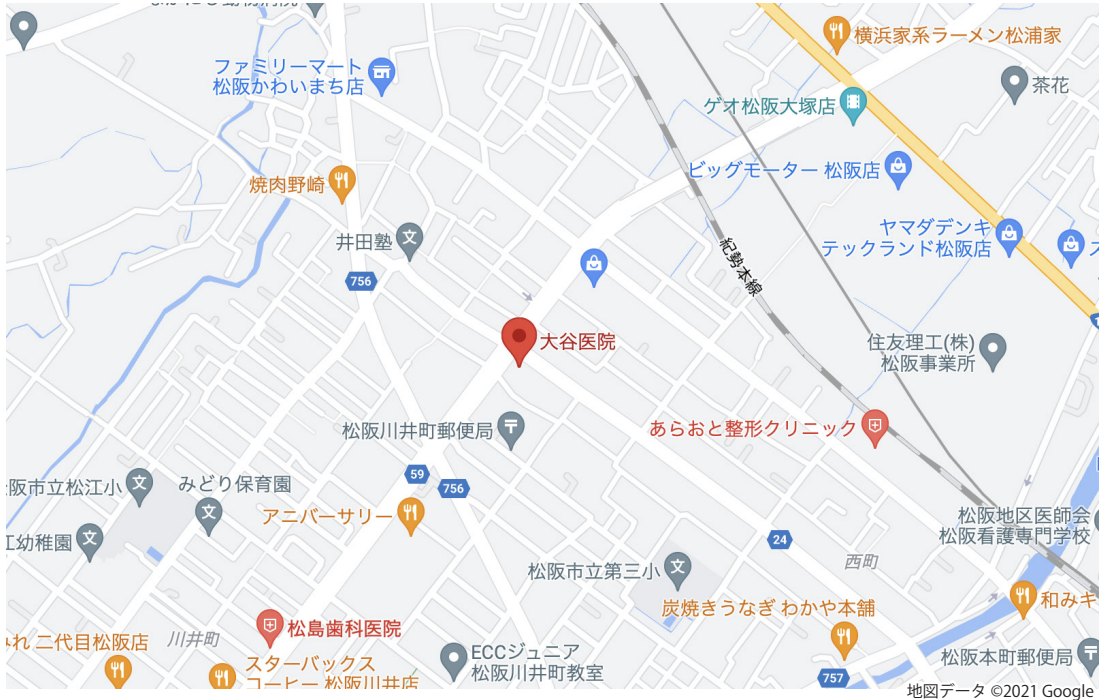 横浜家系ラーメン松浦家
ファミリーマート
松阪かわいまち店
茶花
ゲオ松阪大塚店
ビッグモーター 松阪店
焼肉野崎
井田塾
ヤマダデンキ
テックランド松阪店
紀勢本線
756
大谷医院
住友理工(株)
松阪事業所
あらおと整形クリニック
松阪川井町郵便局
59
756
阪市立松江小
みどり保育園
アニバーサリー
江幼稚園
24
松阪地区医師会
松阪看護専門学校
西町
松阪市立第三小
炭焼きうなぎ わかや本舗
和みキ
松島歯科医院
川井町
れ 二代目松阪店
ECCジュニア
松阪川井町教室
スターバックス
コーヒー 松阪川井店
松阪本町郵便局
757
地図データ ©2021 Google